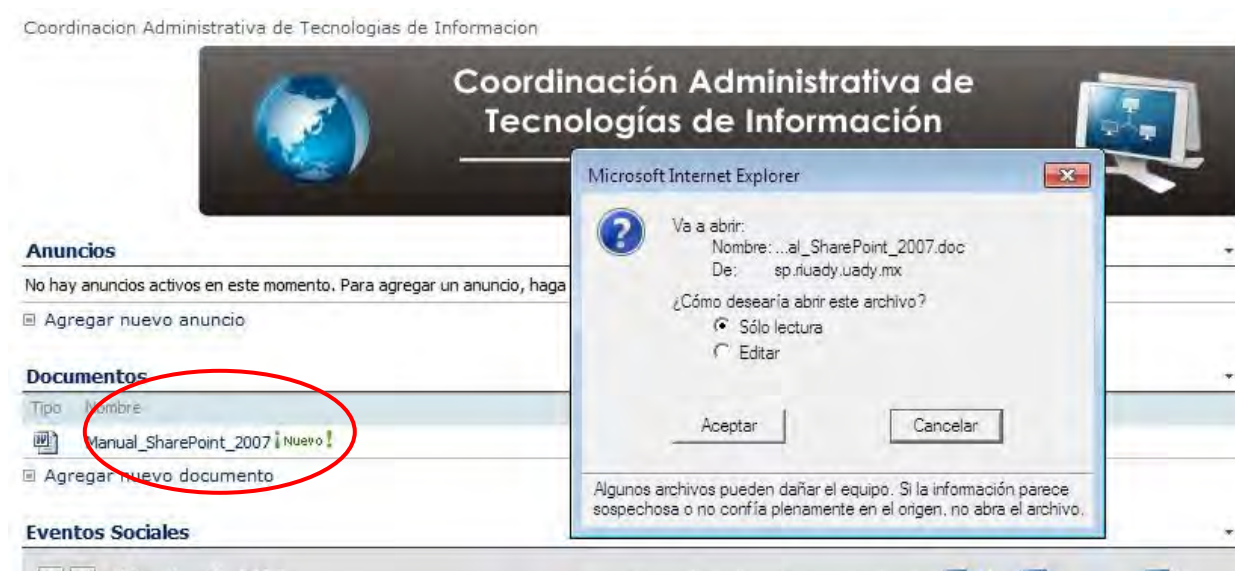 Coordinacion Administrativa de Tecnologias de Informacion
Coordinación Administrativa de
Tecnologías de Información
Microsoft Internet Explorer
Va a abrir:
Nombre: ...al_SharePoint_2007.doc
De: sp.riuady.uady.mx
¿Cómo desearía abrir este archivo?
Sólo lectura
Editar
Aceptar Cancelar
Algunos archivos pueden dañar el equipo. Si la información parece
sospechosa o no confía plenamente en el origen, no abra el archivo.
Anuncios
No hay anuncios activos en este momento. Para agregar un anuncio, haga
Agregar nuevo anuncio
Documentos
Tipo Nombre
Manual_SharePoint_2007 ¡Nuevo!
Agregar nuevo documento
Eventos Sociales